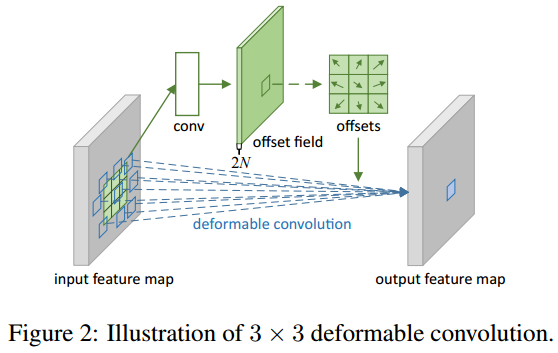 conv
offset field
offsets
2N
deformable convolution
input feature map
output feature map
Figure 2: Illustration of 3 × 3 deformable convolution.